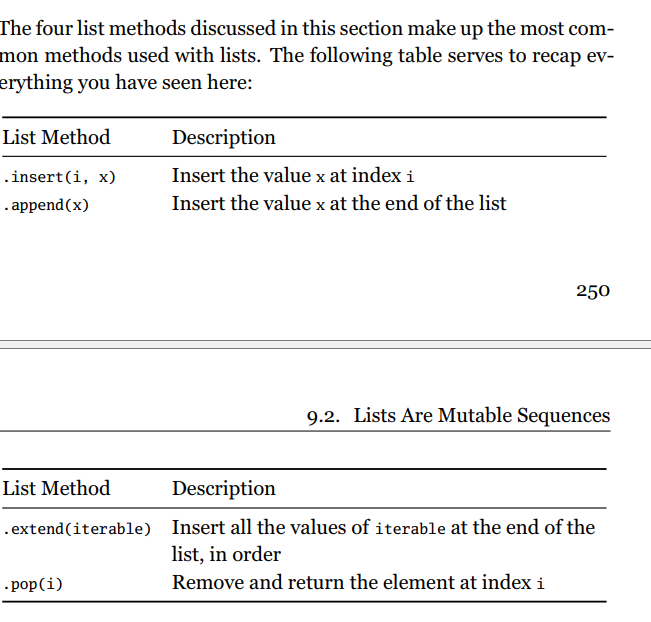 The four list methods discussed in this section make up the most com-
mon methods used with lists. The following table serves to recap ev-
erything you have seen here:
List Method Description
.insert(i, x) Insert the value x at index i
.append(x) Insert the value x at the end of the list
250
9.2. Lists Are Mutable Sequences
List Method Description
.extend(iterable) Insert all the values of iterable at the end of the
list, in order
.pop(i) Remove and return the element at index i